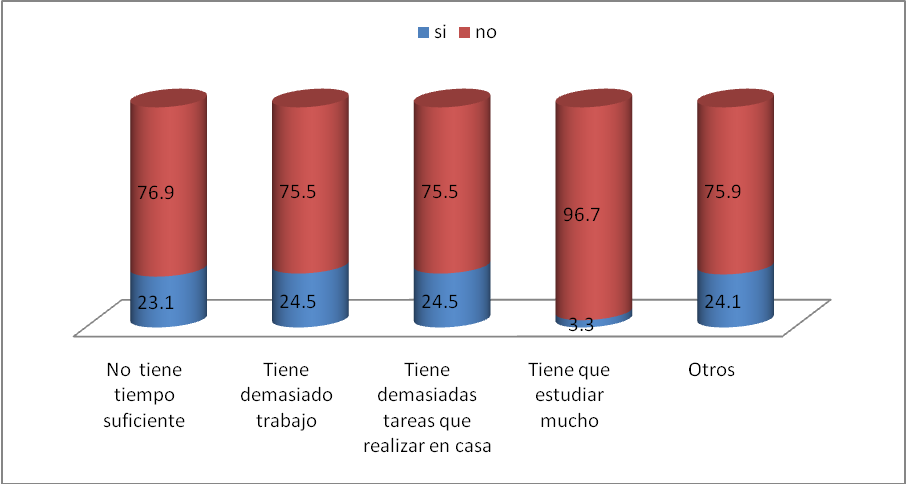 si no
76.9 75.5 75.5 96.7 75.9
23.1 24.5 24.5 3.3 24.1
No tiene
tiempo
suficiente
Tiene
demasiado
trabajo
Tiene
demasiadas
tareas que
realizar en casa
Tiene que
estudiar
mucho
Otros